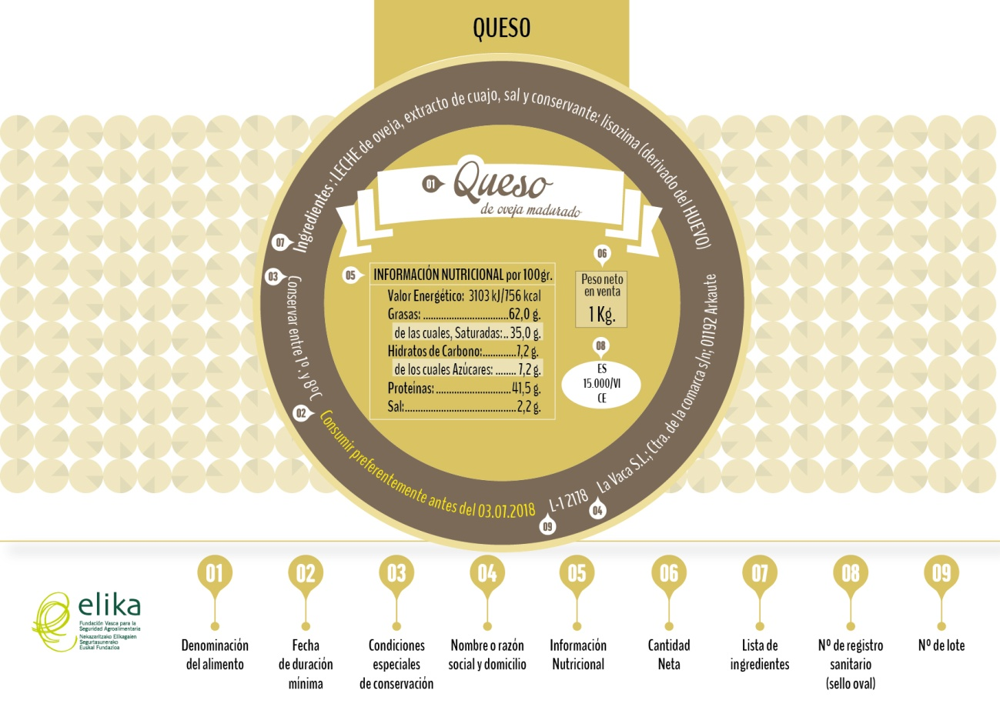 QUESO
Ingredientes: LECHE de oveja, extracto de cuajo, sal y conservante: lisozima (derivado del HUEVO)
01
Queso
de oveja madurado
07
03
Conservar entre 1º. y 8ºC
05
INFORMACIÓN NUTRICIONAL por 100gr.
Valor Energético: 3103 kJ/756 kcal
Grasas: ..................................62,0 g.
de las cuales, Saturadas:..35,0 g.
Hidratos de Carbono:.............7,2 g.
de los cuales Azúcares: ........ 7,2 g.
Proteínas: ..............................41,5 g.
Sal:...........................................2,2 g.
06
Peso neto
en venta
1 Kg.
08
ES
15.000/VI
CE
02
Consumir preferentemente antes del 03.07.2018
09
L-1 2178
04
La Vaca S.L.; Ctra. de la comarca s/n; 01192 Arkaute
01
Denominación
del alimento
02
Fecha
de duración
mínima
03
Condiciones
especiales
de conservación
04
Nombre o razón
social y domicilio
05
Información
Nutricional
06
Cantidad
Neta
07
Lista de
ingredientes
08
Nº de registro
sanitario
(sello oval)
09
Nº de lote
elika
Fundación Vasca para la
Seguridad Agroalimentaria
Nekazaritzako Elikagaien
Segurtasunerako
Euskal Fundazioa